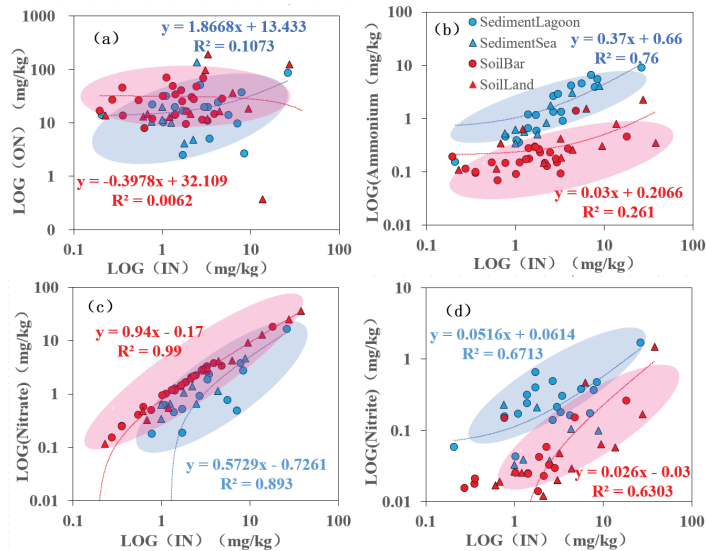 (a)
y = 1.8668x + 13.433
R² = 0.1073
LOG (ON) (mg/kg)
1000
100
10
1
0
y = -0.3978x + 32.109
R² = 0.0062
0.1
1
10
100
LOG (IN) (mg/kg)
(b)
SedimentLagoon
SedimentSea
SoilBar
SoilLand
y = 0.37x + 0.66
R² = 0.76
LOG(Ammonium) (mg/kg)
100.0
10.0
1.0
0.1
0.01
y = 0.03x + 0.2066
R² = 0.261
0.1
1
10
100
LOG (IN) (mg/kg)
(c)
y = 0.94x - 0.17
R² = 0.99
LOG(Nitrate) (mg/kg)
100
10
1
0.10
0.01
y = 0.5729x - 0.7261
R² = 0.893
0.1
1
10
100
LOG (IN) (mg/kg)
(d)
y = 0.0516x + 0.0614
R² = 0.6713
LOG(Nitrite) (mg/kg)
10
1
0.1
0.01
y = 0.026x - 0.03
R² = 0.6303
0.1
1
10
100
LOG (IN) (mg/kg)